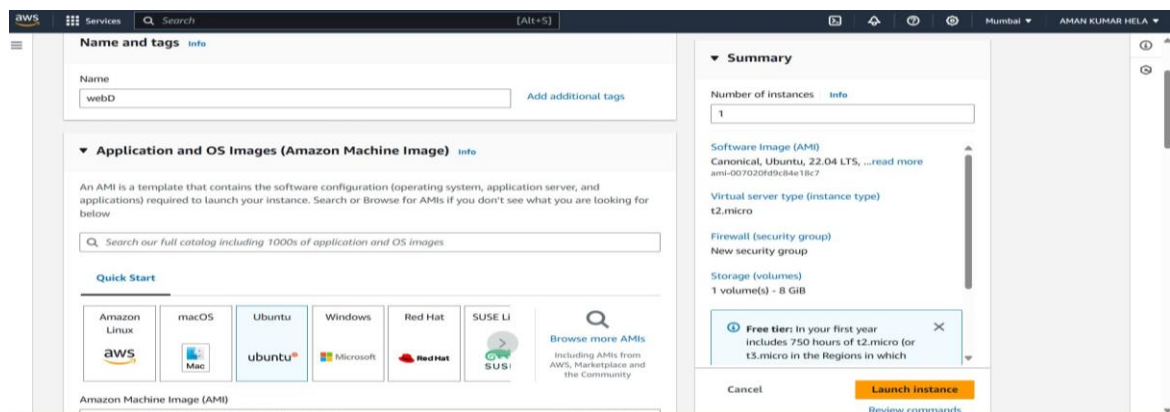 aws
Services
Search
[Alt+S]
Mumbai
AMAN KUMAR HELA
Name and tags Info
Name
webD
Add additional tags
Application and OS Images (Amazon Machine Image) Info
An AMI is a template that contains the software configuration (operating system, application server, and
applications) required to launch your instance. Search or Browse for AMIs if you don't see what you are looking for
below
Search our full catalog including 1000s of application and OS images
Quick Start
Amazon
Linux
aws
macOS
Mac
Ubuntu
ubuntu®
Windows
Microsoft
Red Hat
Red Hat
SUSE Li
SUS
Browse more AMIs
Including AMIs from
AWS, Marketplace and
the Community
Amazon Machine Image (AMI)
Summary
Number of instances Info
1
Software Image (AMI)
Canonical, Ubuntu, 22.04 LTS, ...read more
ami-007020fd9c84e18c7
Virtual server type (instance type)
t2.micro
Firewall (security group)
New security group
Storage (volumes)
1 volume(s) - 8 GiB
Free tier: In your first year
includes 750 hours of t2.micro (or
t3.micro in the Regions in which
Cancel
Launch instance
Review commands